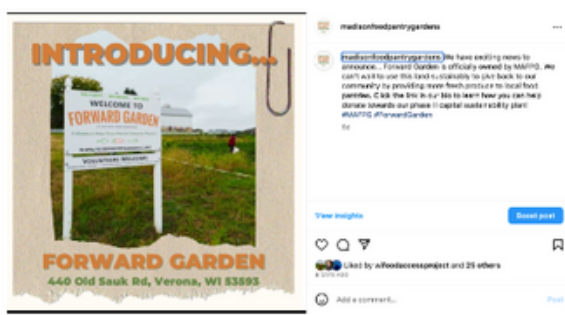 INTRODUCING...
WELCOME TO
FORWARD GARDEN
VOLUNTEERS WELCOME
FORWARD GARDEN
440 Old Sauk Rd, Verona, WI 53593
madisonfoodpantrygardens
madisonfoodpantrygardens We have exciting news to
announce... Forward Garden is officially owned by MAFPG. We
can't wait to use this land sustainably to give back to our
community by providing more fresh produce to local food
pantries. Click the link in our bio to learn how you can help
donate towards our phase II capital sustainability plan!
#MAFPG #ForwardGarden
View insights
Boost post
Liked by wifoodaccessproject and 25 others
Add a comment...
Post